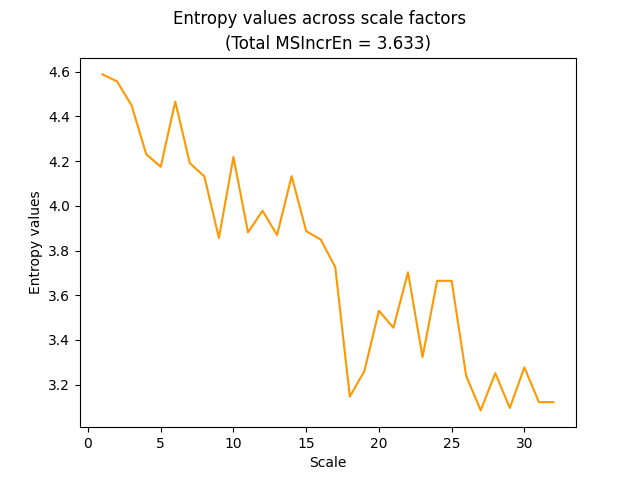 Entropy values across scale factors
(Total MSIncrEn = 3.633)
4.6
4.4
4.2
4.0
3.8
3.6
3.4
3.2
Entropy values
0 5 10 15 20 25 30
Scale